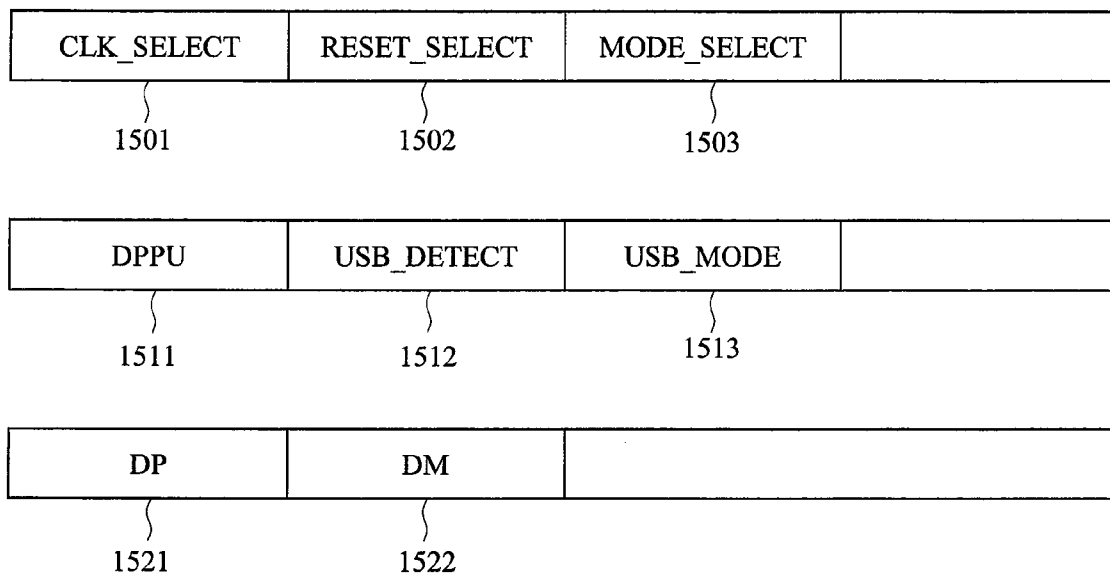 CLK_SELECT RESET_SELECT MODE_SELECT
1501 1502 1503
DPPU USB_DETECT USB_MODE
1511 1512 1513
DP DM
1521 1522